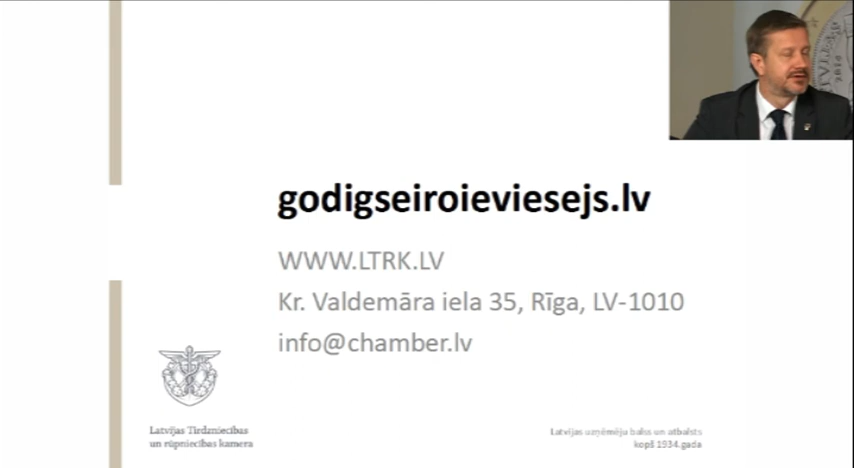 godigseiroieviesejs.lv
WWW.LTRK.LV
Kr. Valdemāra iela 35, Rīga, LV-1010
info@chamber.lv
Latvijas Tirdzniecības
un rūpniecības kamera
Latvijas uzņēmēju balss un atbalsts
kopš 1934.gada